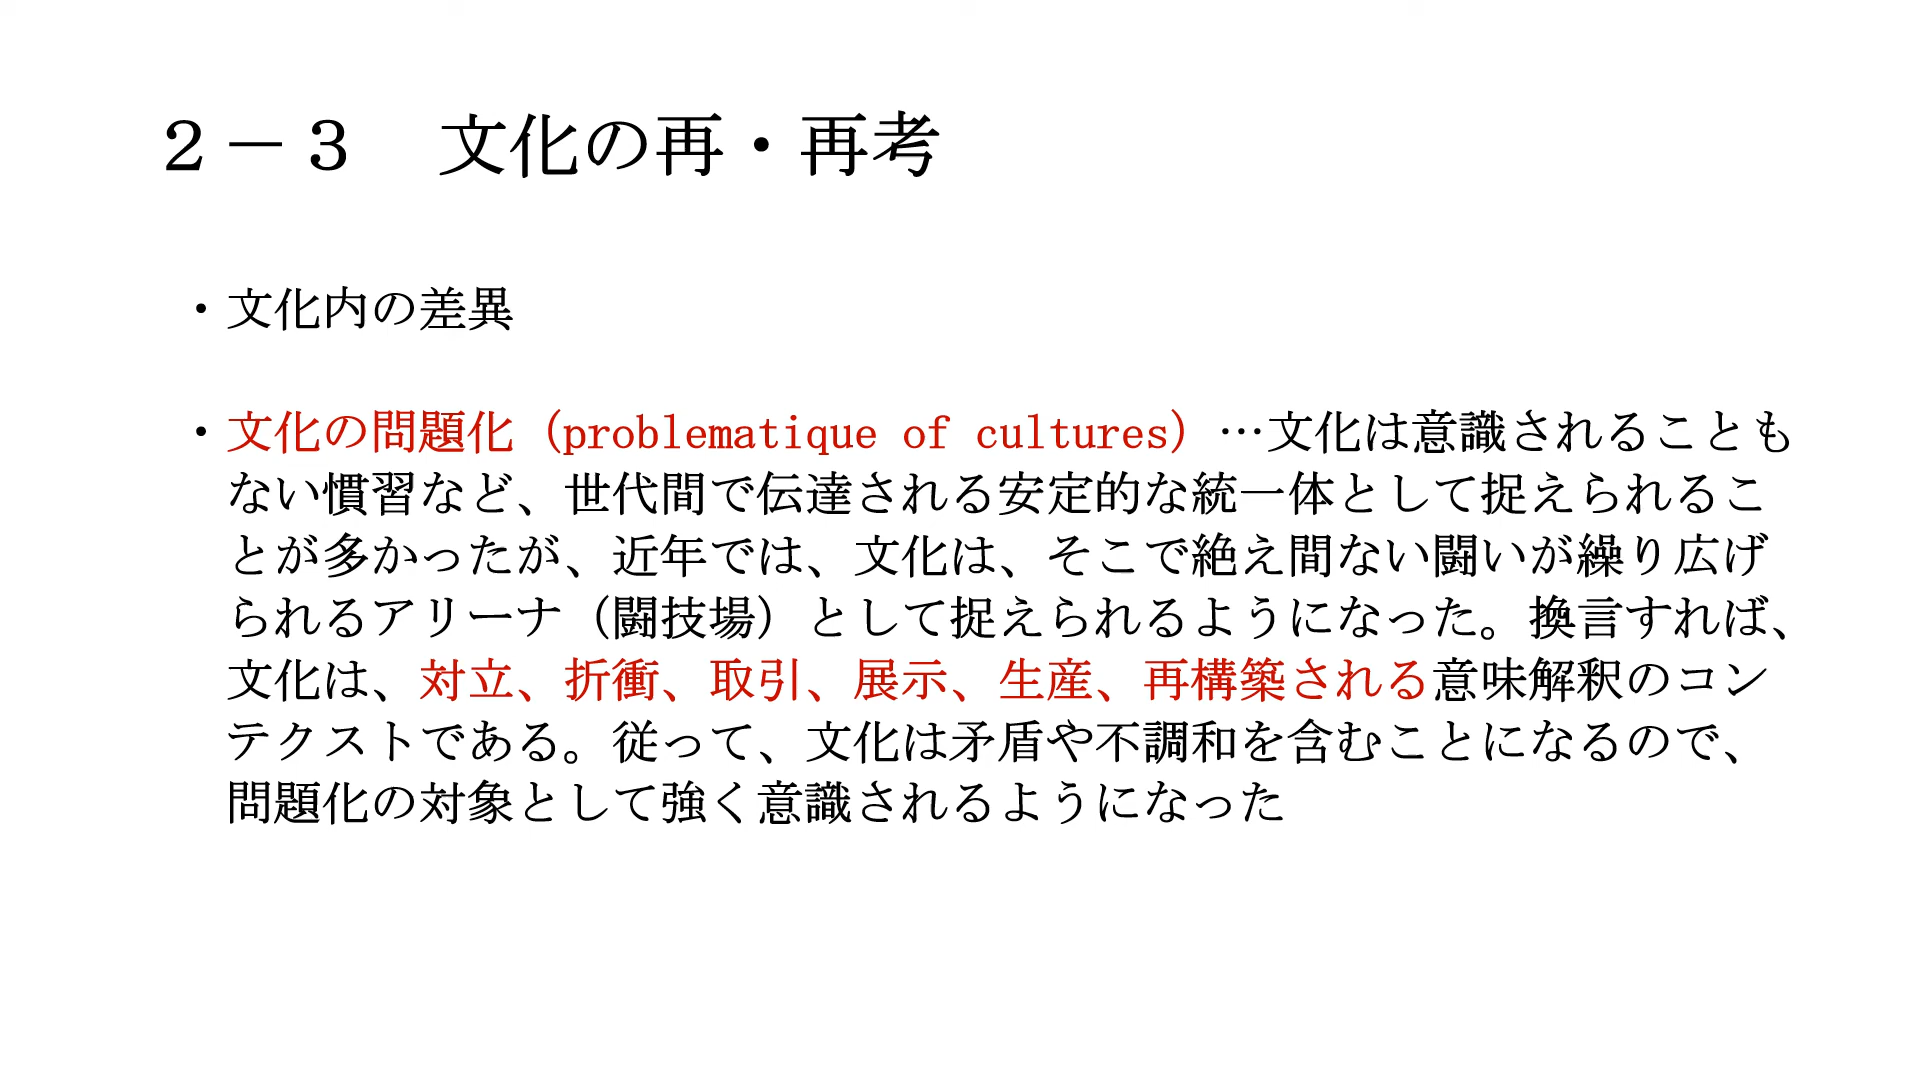 ２－３　文化の再・再考
・文化内の差異
・文化の問題化（problematique of cultures）…文化は意識されることも
ない慣習など、世代間で伝達される安定的な統一体として捉えられるこ
とが多かったが、近年では、文化は、そこで絶え間ない闘いが繰り広げ
られるアリーナ（闘技場）として捉えられるようになった。換言すれば、
文化は、対立、折衝、取引、展示、生産、再構築される意味解釈のコン
テクストである。従って、文化は矛盾や不調和を含むことになるので、
問題化の対象として強く意識されるようになった